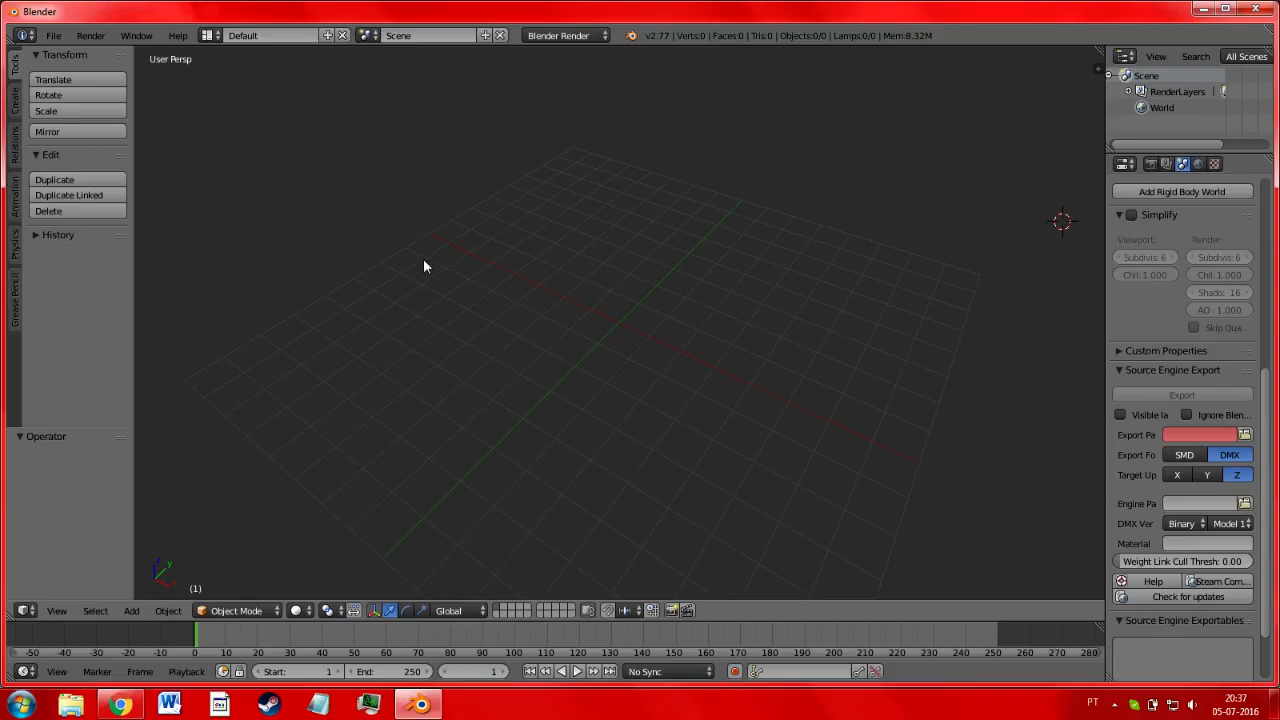 Blender
File Render Window Help Default Scene Blender Render v2.77 | Verts:0 | Faces:0 | Tris:0 | Objects:0/0 | Lamps:0/0 | Mem:8.32M
Tools
Create
Relations
Animation
Physics
Grease Pencil
Transform
Translate
Rotate
Scale
Mirror
Edit
Duplicate
Duplicate Linked
Delete
History
Operator
User Persp
z
y
x
(1)
View Search All Scenes
Scene
RenderLayers
World
Add Rigid Body World
Simplify
Viewport: Render:
Subdivis: 6 Subdivis: 6
Chil: 1.000 Chil: 1.000
Shado: 16
AO : 1.000
Skip Qua...
Custom Properties
Source Engine Export
Export
Visible la Ignore Blen...
Export Pa
Export Fo SMD DMX
Target Up X Y Z
Engine Pa
DMX Ver Binary Model 1
Material
Weight Link Cull Thresh: 0.00
Help Steam Com...
Check for updates
Source Engine Exportables
View Select Add Object Object Mode Global
-50 -40 -30 -20 -10 0 10 20 30 40 50 60 70 80 90 100 110 120 130 140 150 160 170 180 190 200 210 220 230 240 250 260 270 280
View Marker Frame Playback Start: 1 End: 250 1 No Sync
PT 20:37
05-07-2016